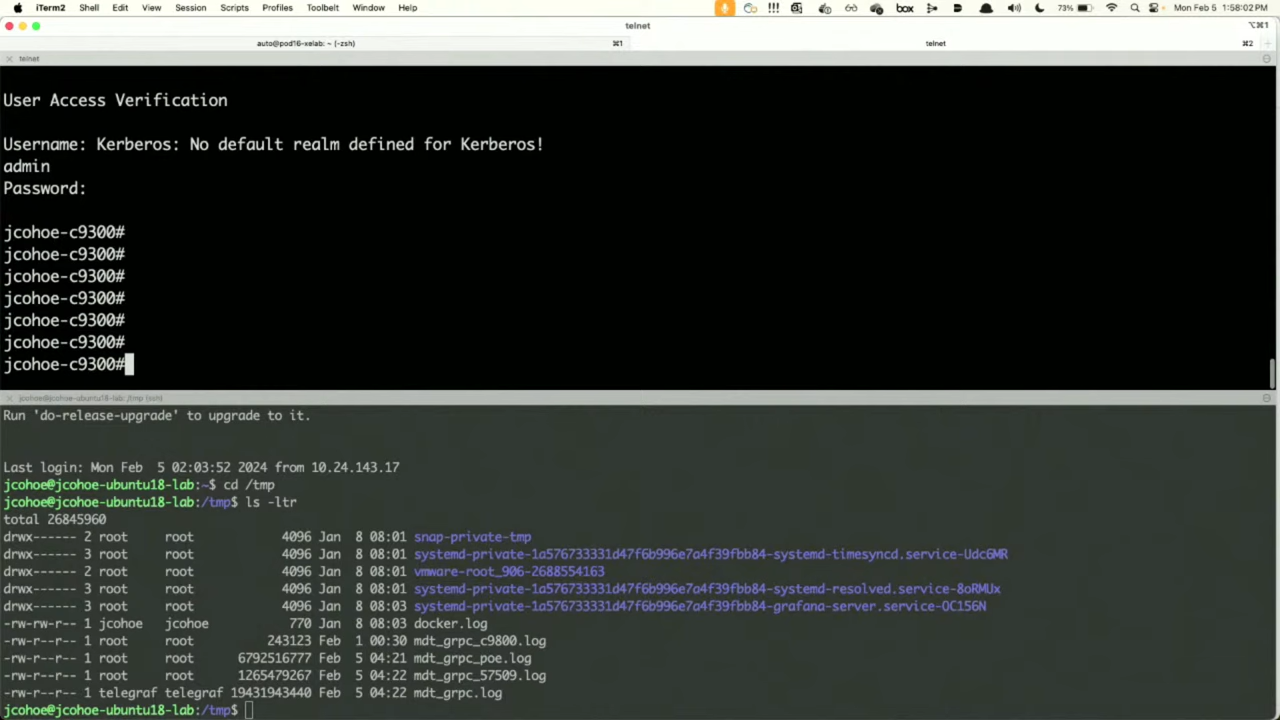 iTerm2 Shell Edit View Session Scripts Profiles Toolbelt Window Help 73% Mon Feb 5 1:58:02 PM
telnet ⌥⌘1
auto@pod16-xelab: ~ (-zsh) ⌘1 telnet ⌘2
telnet
User Access Verification
Username: Kerberos: No default realm defined for Kerberos!
admin
Password:
jcohoe-c9300#
jcohoe-c9300#
jcohoe-c9300#
jcohoe-c9300#
jcohoe-c9300#
jcohoe-c9300#
jcohoe-c9300#
jcohoe@jcohoe-ubuntu18-lab: /tmp (ssh)
Run 'do-release-upgrade' to upgrade to it.
Last login: Mon Feb  5 02:03:52 2024 from 10.24.143.17
jcohoe@jcohoe-ubuntu18-lab:~$ cd /tmp
jcohoe@jcohoe-ubuntu18-lab:/tmp$ ls -ltr
total 26845960
drwx------ 2 root     root            4096 Jan  8 08:01 snap-private-tmp
drwx------ 3 root     root            4096 Jan  8 08:01 systemd-private-1a576733331d47f6b996e7a4f39fbb84-systemd-timesyncd.service-Udc6MR
drwx------ 2 root     root            4096 Jan  8 08:01 vmware-root_906-2688554163
drwx------ 3 root     root            4096 Jan  8 08:01 systemd-private-1a576733331d47f6b996e7a4f39fbb84-systemd-resolved.service-8oRMUx
drwx------ 3 root     root            4096 Jan  8 08:03 systemd-private-1a576733331d47f6b996e7a4f39fbb84-grafana-server.service-OC156N
-rw-rw-r-- 1 jcohoe   jcohoe           770 Jan  8 08:03 docker.log
-rw-r--r-- 1 root     root          243123 Feb  1 00:30 mdt_grpc_c9800.log
-rw-r--r-- 1 root     root      6792516777 Feb  5 04:21 mdt_grpc_poe.log
-rw-r--r-- 1 root     root      1265479267 Feb  5 04:22 mdt_grpc_57509.log
-rw-r--r-- 1 telegraf telegraf 19431943440 Feb  5 04:22 mdt_grpc.log
jcohoe@jcohoe-ubuntu18-lab:/tmp$